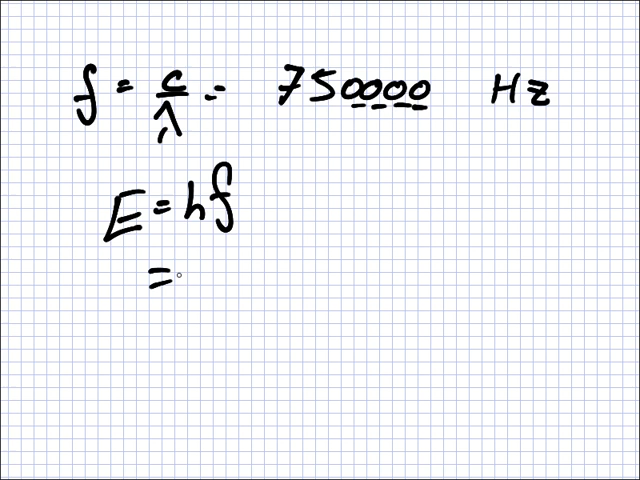 f = c/λ = 750000 Hz
E = hf
=